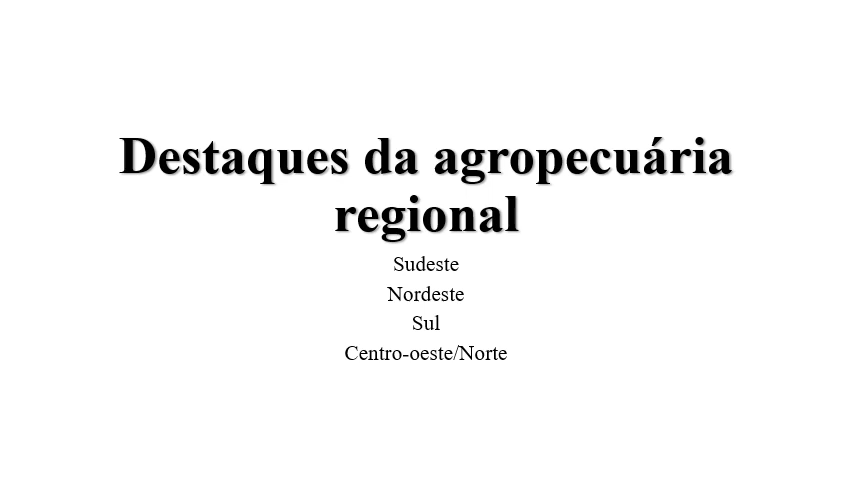 Destaques da agropecuária
regional
Sudeste
Nordeste
Sul
Centro-oeste/Norte